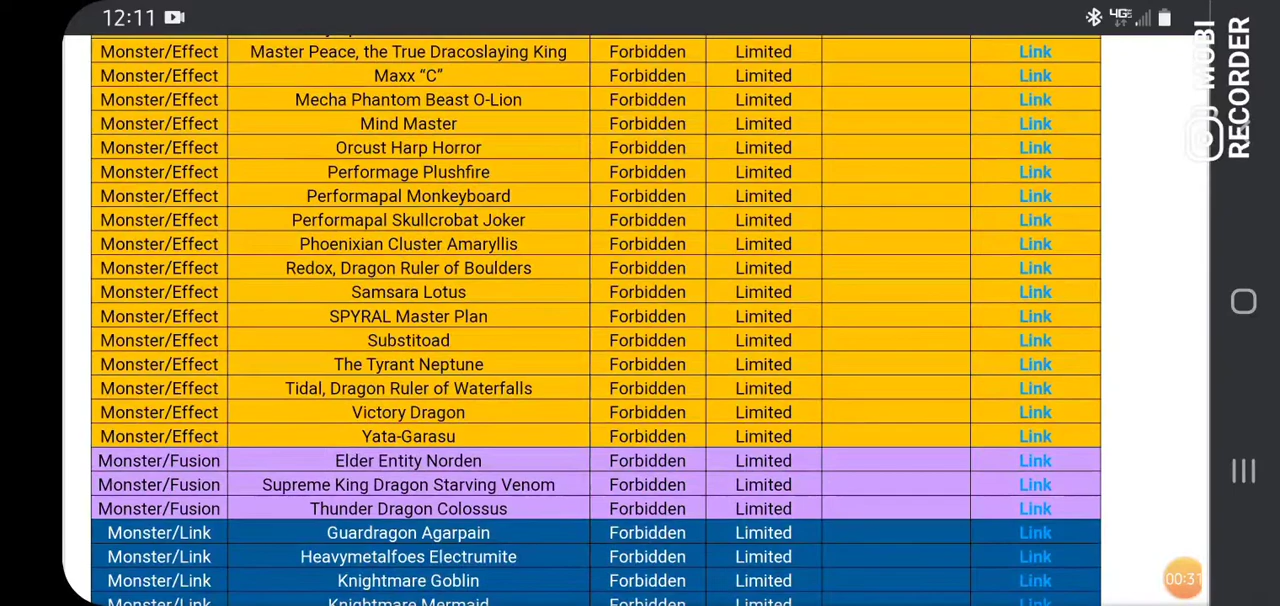 12:11
4G
Monster/Effect Master Peace, the True Dracoslaying King Forbidden Limited Link
Monster/Effect Maxx “C” Forbidden Limited Link
Monster/Effect Mecha Phantom Beast O-Lion Forbidden Limited Link
Monster/Effect Mind Master Forbidden Limited Link
Monster/Effect Orcust Harp Horror Forbidden Limited Link
Monster/Effect Performage Plushfire Forbidden Limited Link
Monster/Effect Performapal Monkeyboard Forbidden Limited Link
Monster/Effect Performapal Skullcrobat Joker Forbidden Limited Link
Monster/Effect Phoenixian Cluster Amaryllis Forbidden Limited Link
Monster/Effect Redox, Dragon Ruler of Boulders Forbidden Limited Link
Monster/Effect Samsara Lotus Forbidden Limited Link
Monster/Effect SPYRAL Master Plan Forbidden Limited Link
Monster/Effect Substitoad Forbidden Limited Link
Monster/Effect The Tyrant Neptune Forbidden Limited Link
Monster/Effect Tidal, Dragon Ruler of Waterfalls Forbidden Limited Link
Monster/Effect Victory Dragon Forbidden Limited Link
Monster/Effect Yata-Garasu Forbidden Limited Link
Monster/Fusion Elder Entity Norden Forbidden Limited Link
Monster/Fusion Supreme King Dragon Starving Venom Forbidden Limited Link
Monster/Fusion Thunder Dragon Colossus Forbidden Limited Link
Monster/Link Guardragon Agarpain Forbidden Limited Link
Monster/Link Heavymetalfoes Electrumite Forbidden Limited Link
Monster/Link Knightmare Goblin Forbidden Limited Link
Monster/Link Knightmare Mermaid Forbidden Limited Link
MOBI
RECORDER
00:31